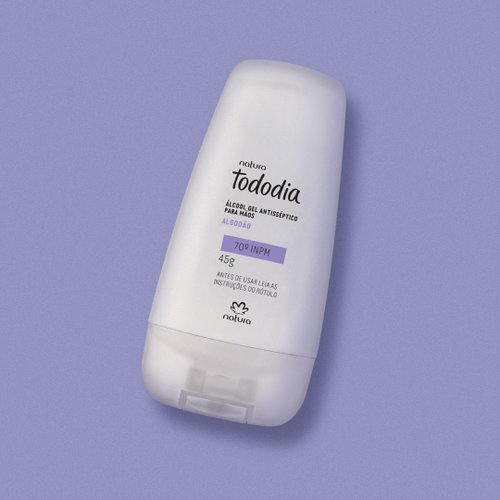 natura
Tododia
ÁLCOOL GEL ANTISSÉPTICO
PARA MÃOS
ALGODÃO
70º INPM
45g
ANTES DE USAR LEIA AS
INSTRUÇÕES DO RÓTULO
natura